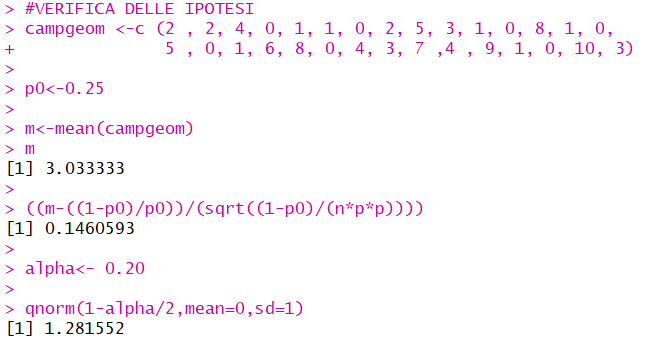 > #VERIFICA DELLE IPOTESI
> campgeom <-c (2 , 2, 4, 0, 1, 1, 0, 2, 5, 3, 1, 0, 8, 1, 0,
+ 5 , 0, 1, 6, 8, 0, 4, 3, 7 ,4 , 9, 1, 0, 10, 3)
>
> p0<-0.25
>
> m<-mean(campgeom)
> m
[1] 3.033333
>
> ((m-((1-p0)/p0))/(sqrt((1-p0)/(n*p*p))))
[1] 0.1460593
>
> alpha<- 0.20
>
> qnorm(1-alpha/2,mean=0,sd=1)
[1] 1.281552